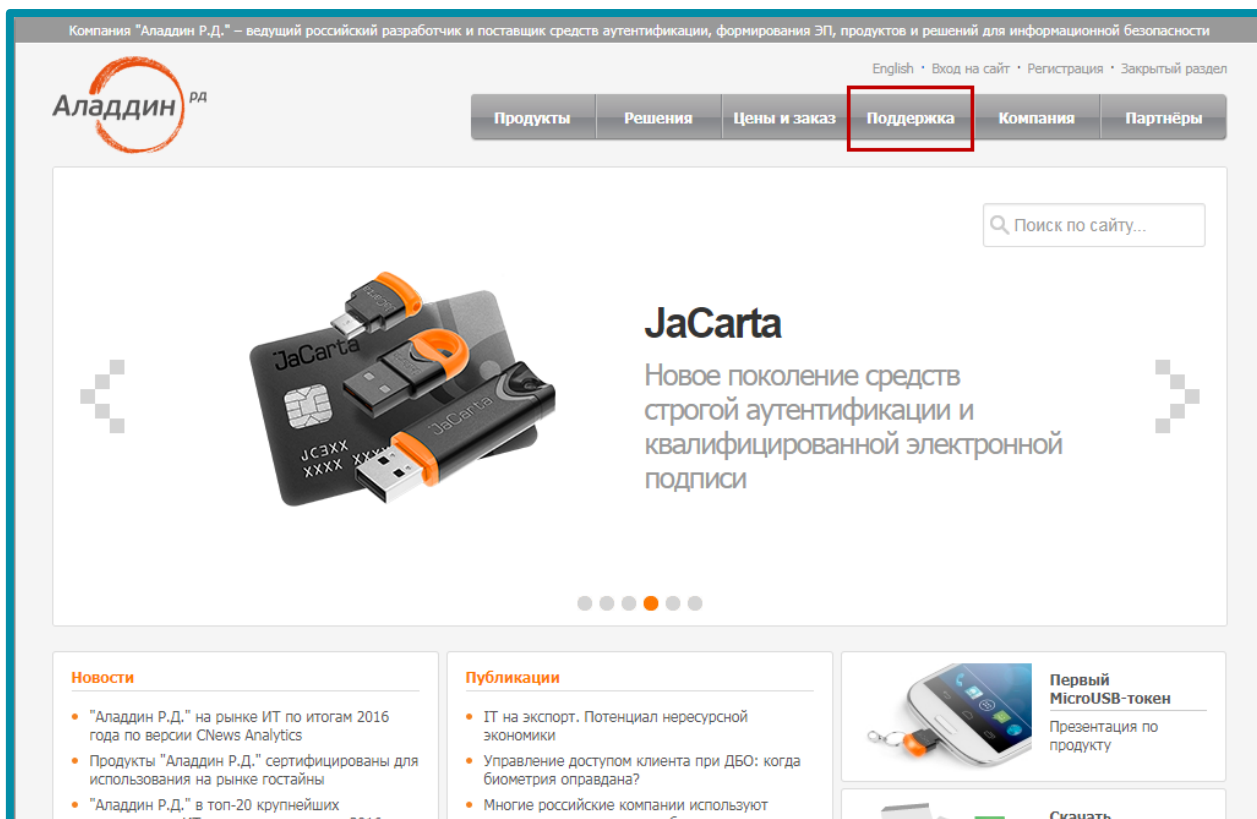 Компания "Аладдин Р.Д." – ведущий российский разработчик и поставщик средств аутентификации, формирования ЭП, продуктов и решений для информационной безопасности
English · Вход на сайт · Регистрация · Закрытый раздел
Аладдин РД
Продукты Решения Цены и заказ Поддержка Компания Партнёры
Поиск по сайту...
JaCarta
JaCarta
JaCarta
JC3XX
XXXX XXXX
JaCarta
Новое поколение средств
строгой аутентификации и
квалифицированной электронной
подписи
Новости
• "Аладдин Р.Д." на рынке ИТ по итогам 2016
года по версии CNews Analytics
• Продукты "Аладдин Р.Д." сертифицированы для
использования на рынке гостайны
• "Аладдин Р.Д." в топ-20 крупнейших
Публикации
• IT на экспорт. Потенциал нересурсной
экономики
• Управление доступом клиента при ДБО: когда
биометрия оправдана?
• Многие российские компании используют
Первый
MicroUSB-токен
Презентация по
продукту
Скачать